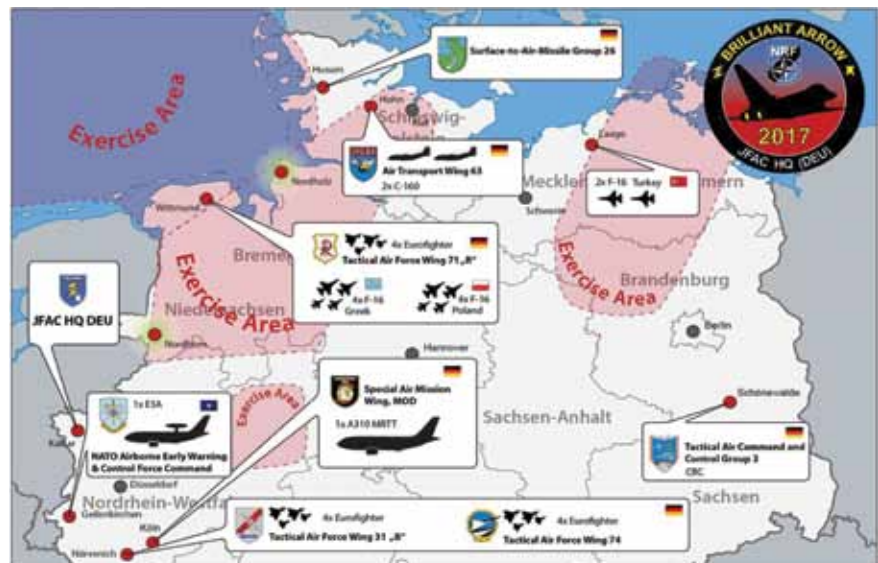 Surface-to-Air-Missile Group 26
BRILLIANT ARROW
NRF
2017
JFAC HQ (DEU)
Exercise Area
Husum
Hohn
Schleswig-
Air Transport Wing 63
2x C-160
Laage
2x F-16 Turkey
Schwerin
Nordholz
Wittmund
4x Eurofighter
Tactical Air Force Wing 71 „R“
4x F-16
Greek
4x F-16
Poland
Exercise Area
Niedersachsen
Exercise Area
Brandenburg
Berlin
JFAC HQ DEU
Nordhorn
Hannover
Special Air Mission
Wing, MOD
1x A310 MRTT
Exercise Area
Sachsen-Anhalt
Schönewalde
1x E3A
NATO Airborne Early Warning
& Control Force Command
Tactical Air Command and
Control Group 3
CRC
Düsseldorf
Nordrhein-Westfa
Sachsen
Geilenkirchen
Köln
Nörvenich
4x Eurofighter
Tactical Air Force Wing 31 „B“
4x Eurofighter
Tactical Air Force Wing 74